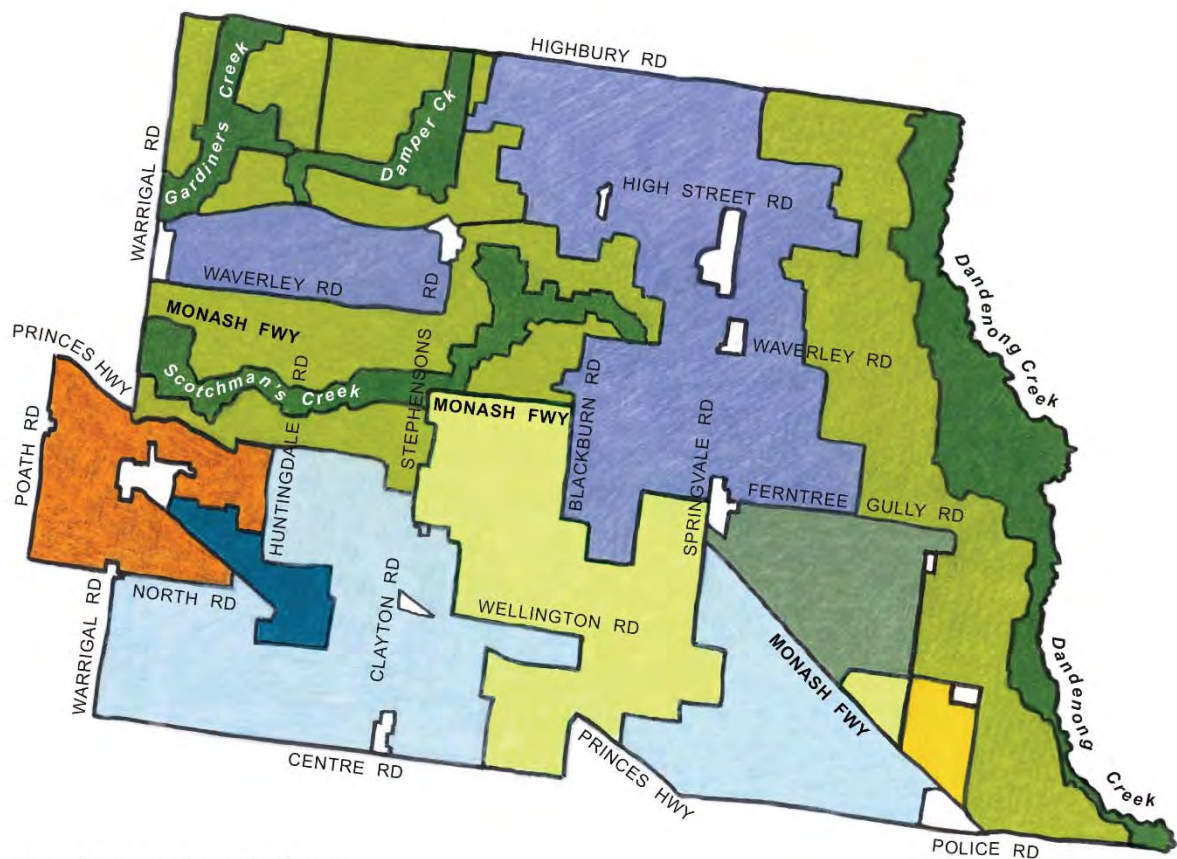 HIGHBURY RD
Gardiners Creek
Damper Ck
WARRIGAL RD
HIGH STREET RD
WAVERLEY RD
RD
STEPHENSONS
MONASH FWY
PRINCES HWY
Scotchman's Creek
HUNTINGDALE RD
MONASH FWY
BLACKBURN RD
WAVERLEY RD
Dandenong Creek
POATH RD
SPRINGVALE RD
FERNTREE GULLY RD
NORTH RD
WARRIGAL RD
CLAYTON RD
WELLINGTON RD
MONASH FWY
Dandenong
Creek
CENTRE RD
PRINCES HWY
POLICE RD